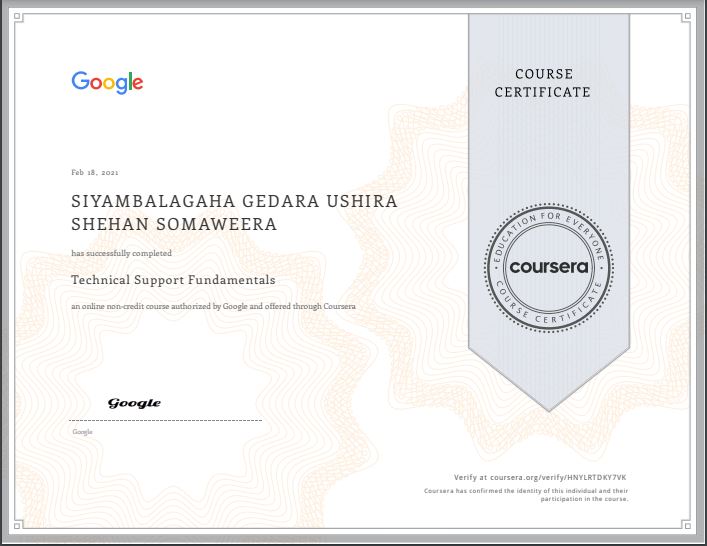 Google
COURSE
CERTIFICATE
Feb 18, 2021
SIYAMBALAGAHA GEDARA USHIRA
SHEHAN SOMAWEERA
has successfully completed
Technical Support Fundamentals
an online non-credit course authorized by Google and offered through Coursera
EDUCATION FOR EVERYONE
coursera
COURSE CERTIFICATE
Google
Google
Verify at coursera.org/verify/HNYLRTDKY7VK
Coursera has confirmed the identity of this individual and their
participation in the course.